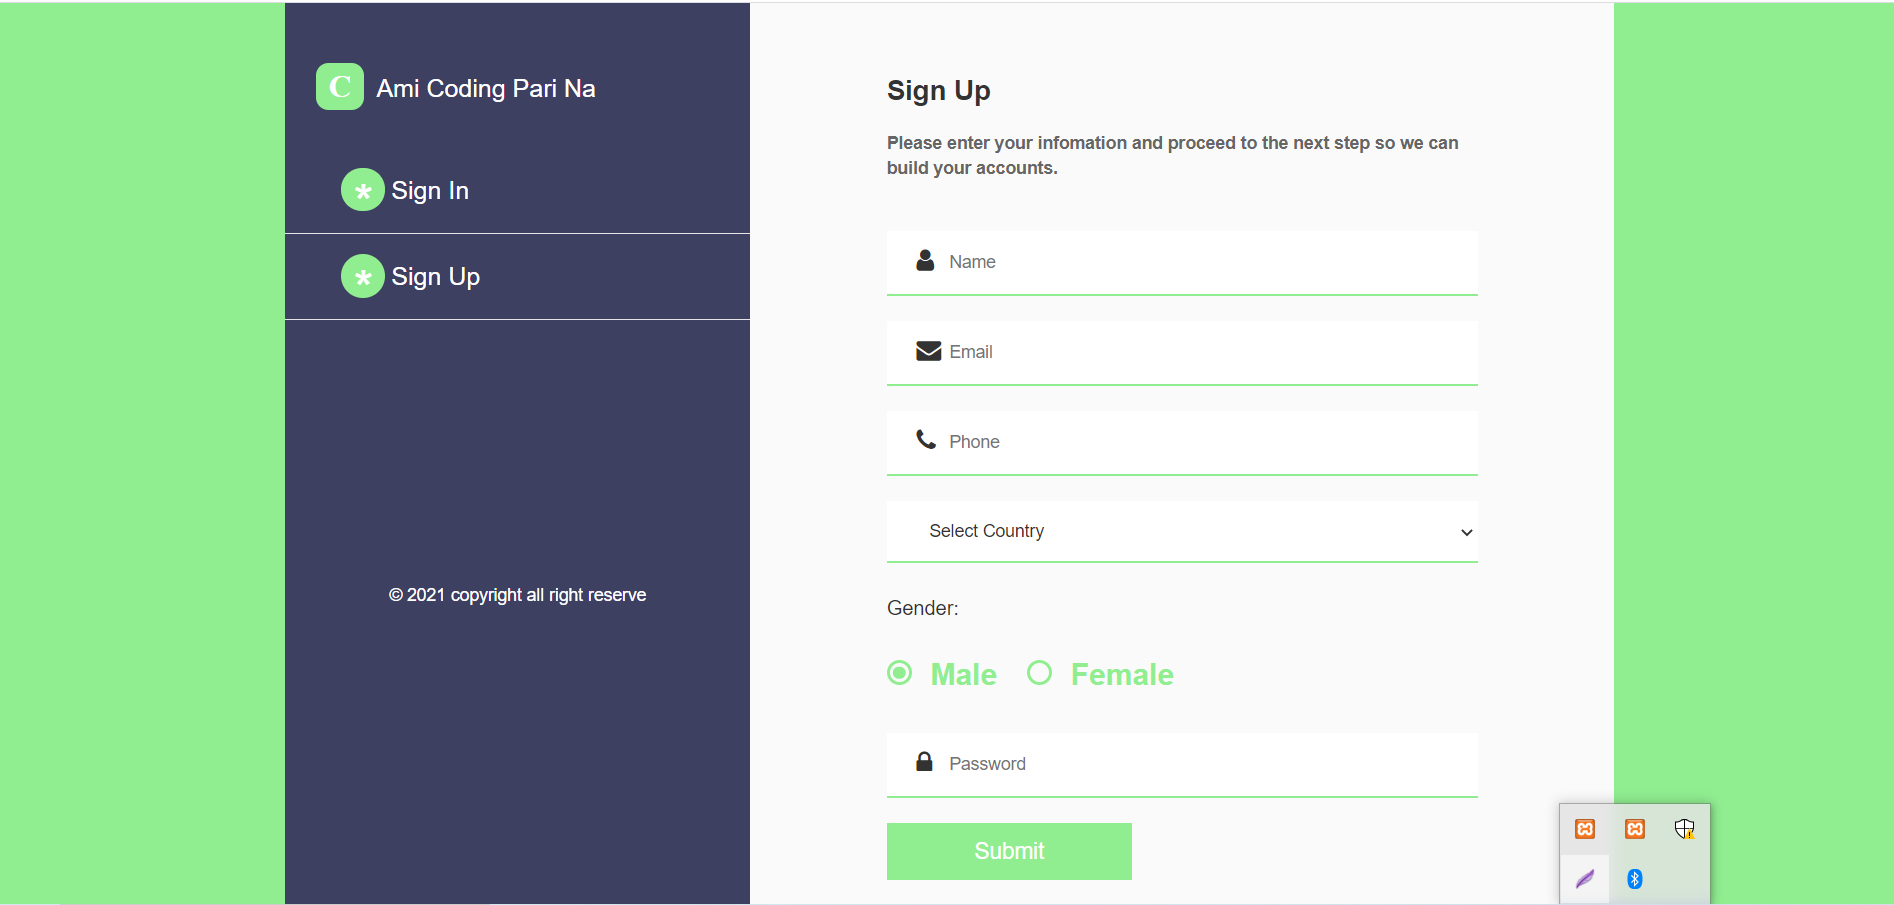 C Ami Coding Pari Na
* Sign In
* Sign Up
© 2021 copyright all right reserve
Sign Up
Please enter your infomation and proceed to the next step so we can
build your accounts.
Name
Email
Phone
Select Country
Gender:
Male Female
Password
Submit